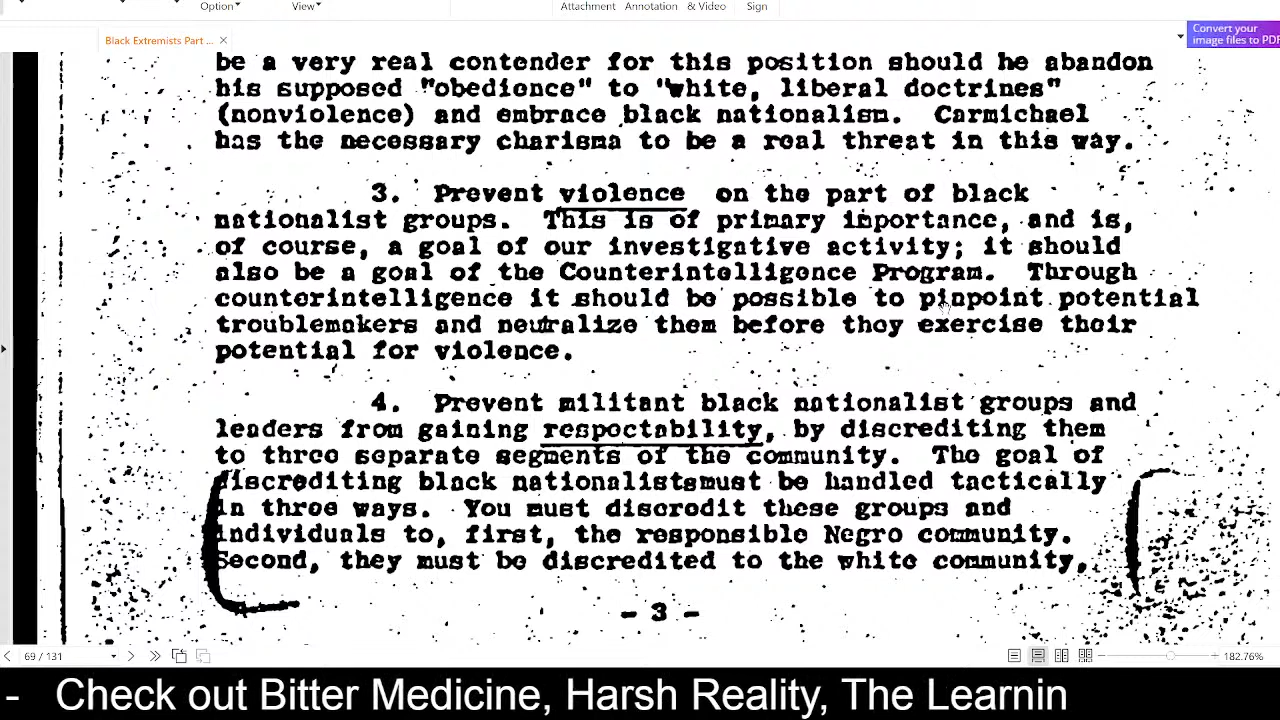 Option View Attachment Annotation & Video Sign
Black Extremists Part ...
Convert your
image files to PDF
be a very real contender for this position should he abandon
his supposed "obedience" to "white, liberal doctrines"
(nonviolence) and embrace black nationalism. Carmichael
has the necessary charisma to be a real threat in this way.
3. Prevent violence on the part of black
nationalist groups. This is of primary importance, and is,
of course, a goal of our investigative activity; it should
also be a goal of the Counterintelligence Program. Through
counterintelligence it should be possible to pinpoint potential
troublemakers and neutralize them before they exercise their
potential for violence.
4. Prevent militant black nationalist groups and
leaders from gaining respectability, by discrediting them
to three separate segments of the community. The goal of
discrediting black nationalistsmust be handled tactically
in three ways. You must discredit these groups and
individuals to, first, the responsible Negro community.
Second, they must be discredited to the white community,
- 3 -
69 / 131 182.76%
- Check out Bitter Medicine, Harsh Reality, The Learnin